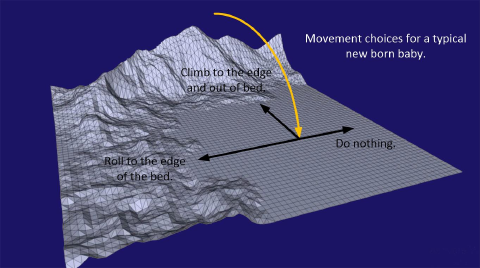 Movement choices for a typical
new born baby.
Climb to the edge
and out of bed.
Do nothing.
Roll to the edge
of the bed.